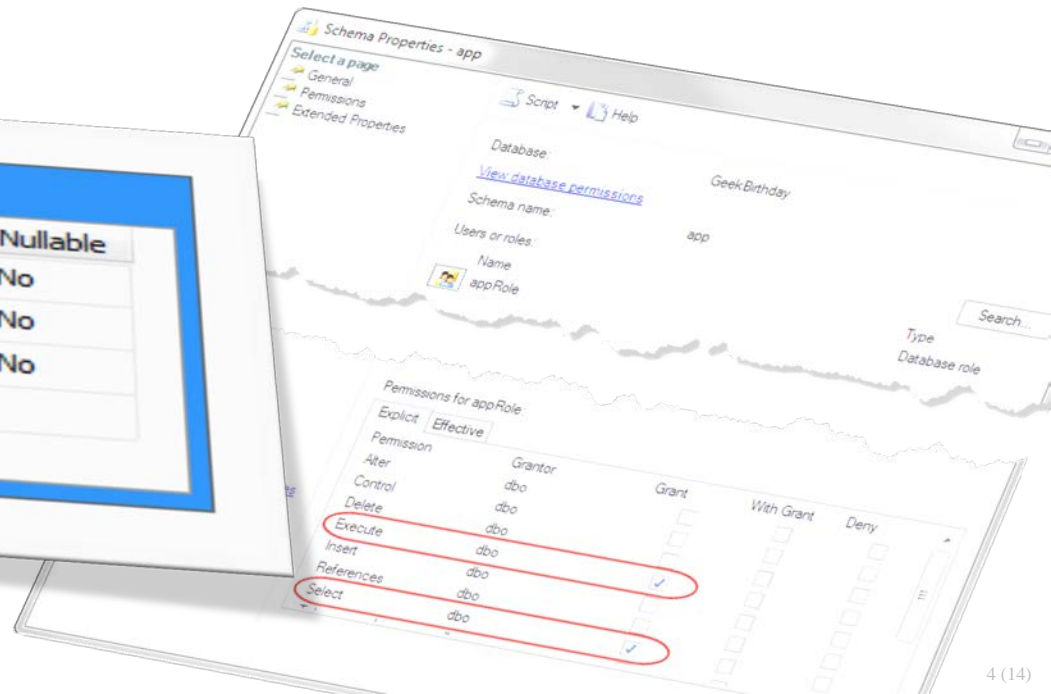 Schema Properties - app
Select a page
General
Permissions
Extended Properties
Script Help
Database:
GeekBirthday
View database permissions
Schema name:
app
Users or roles:
Name
Type
appRole
Database role
Search...
Nullable
No
No
No
Permissions for appRole:
Explicit Effective
Permission Grantor Grant With Grant Deny
Alter dbo
Control dbo
Delete dbo
Execute dbo
Insert dbo
References dbo
Select dbo
4 (14)